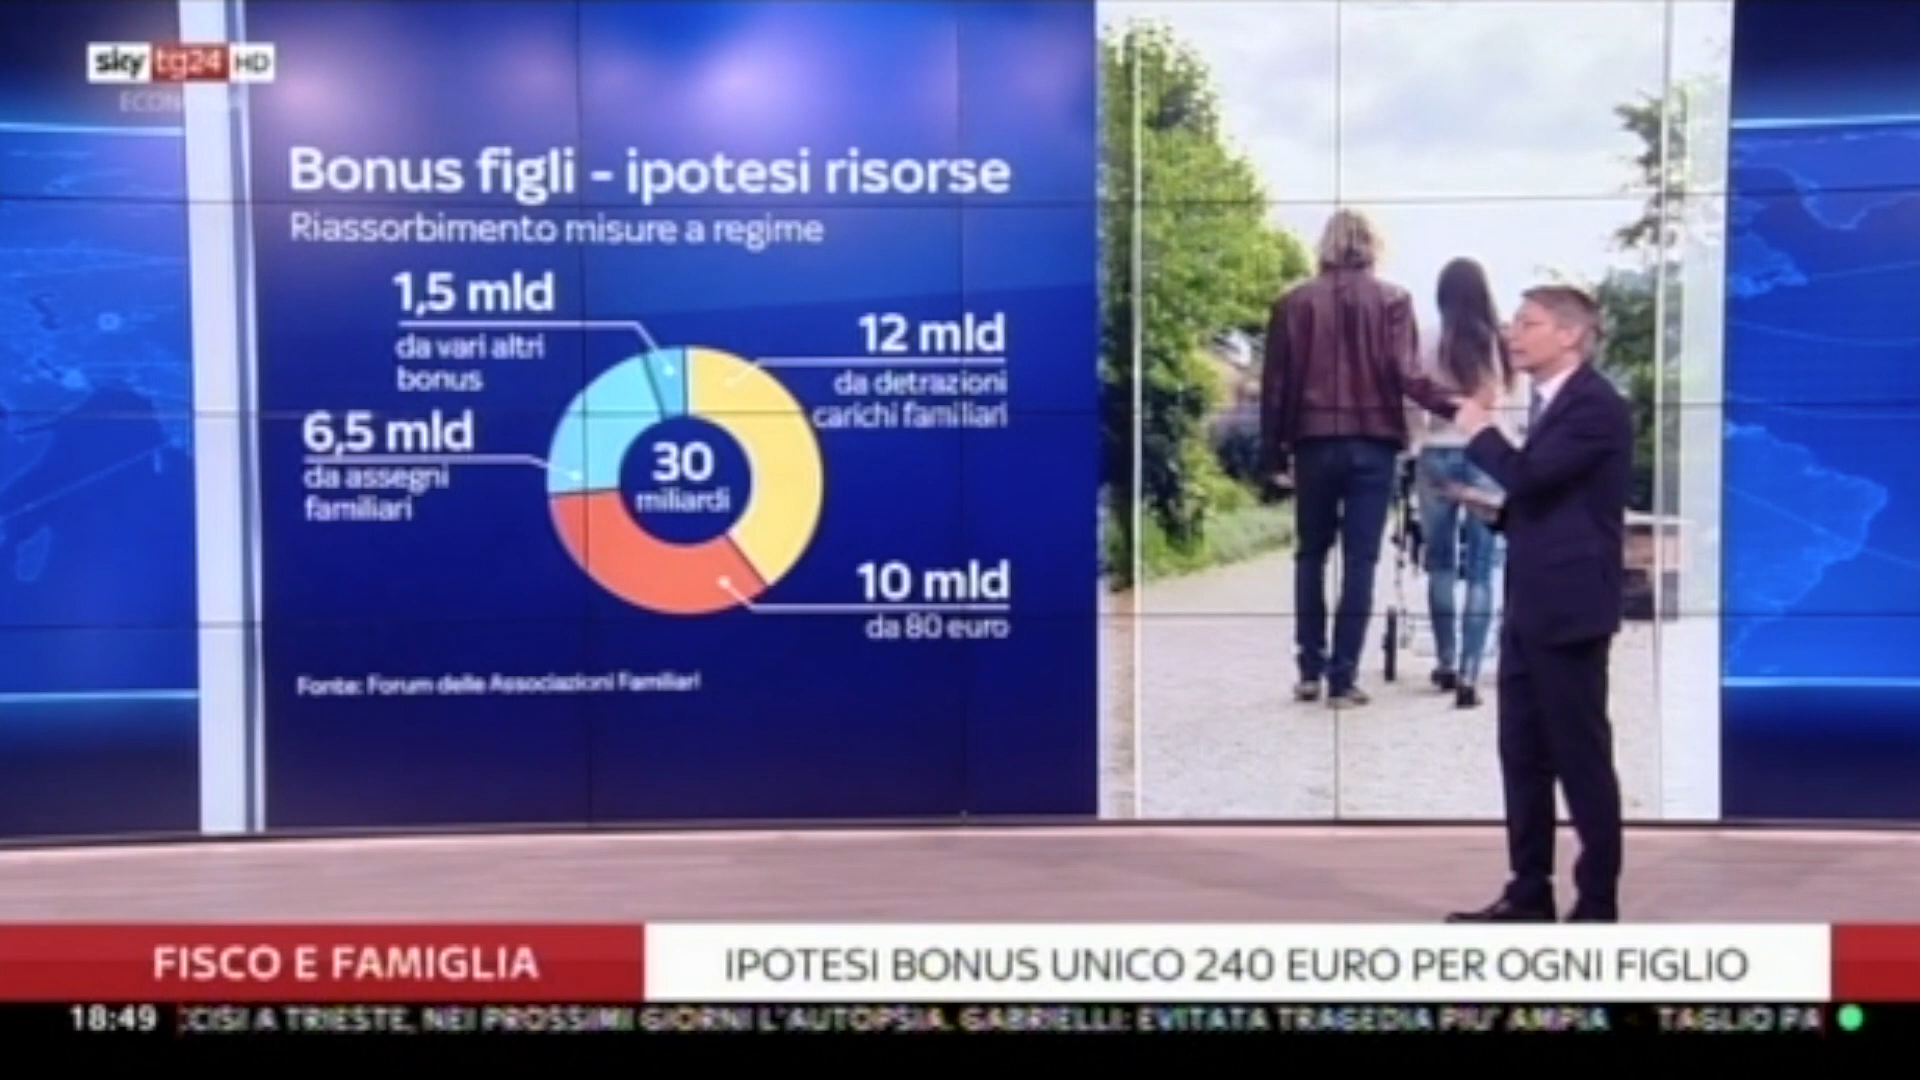 sky tg24 HD
ECONOMIA
Bonus figli - ipotesi risorse
Riassorbimento misure a regime
1,5 mld
da vari altri
bonus
12 mld
da detrazioni
carichi familiari
6,5 mld
da assegni
familiari
30
miliardi
10 mld
da 80 euro
Fonte: Forum delle Associazioni Familiari
FISCO E FAMIGLIA
IPOTESI BONUS UNICO 240 EURO PER OGNI FIGLIO
18:49 CISI A TRIESTE, NEI PROSSIMI GIORNI L'AUTOPSIA. GABRIELLI: EVITATA TRAGEDIA PIU' AMPIA - TAGLIO PA